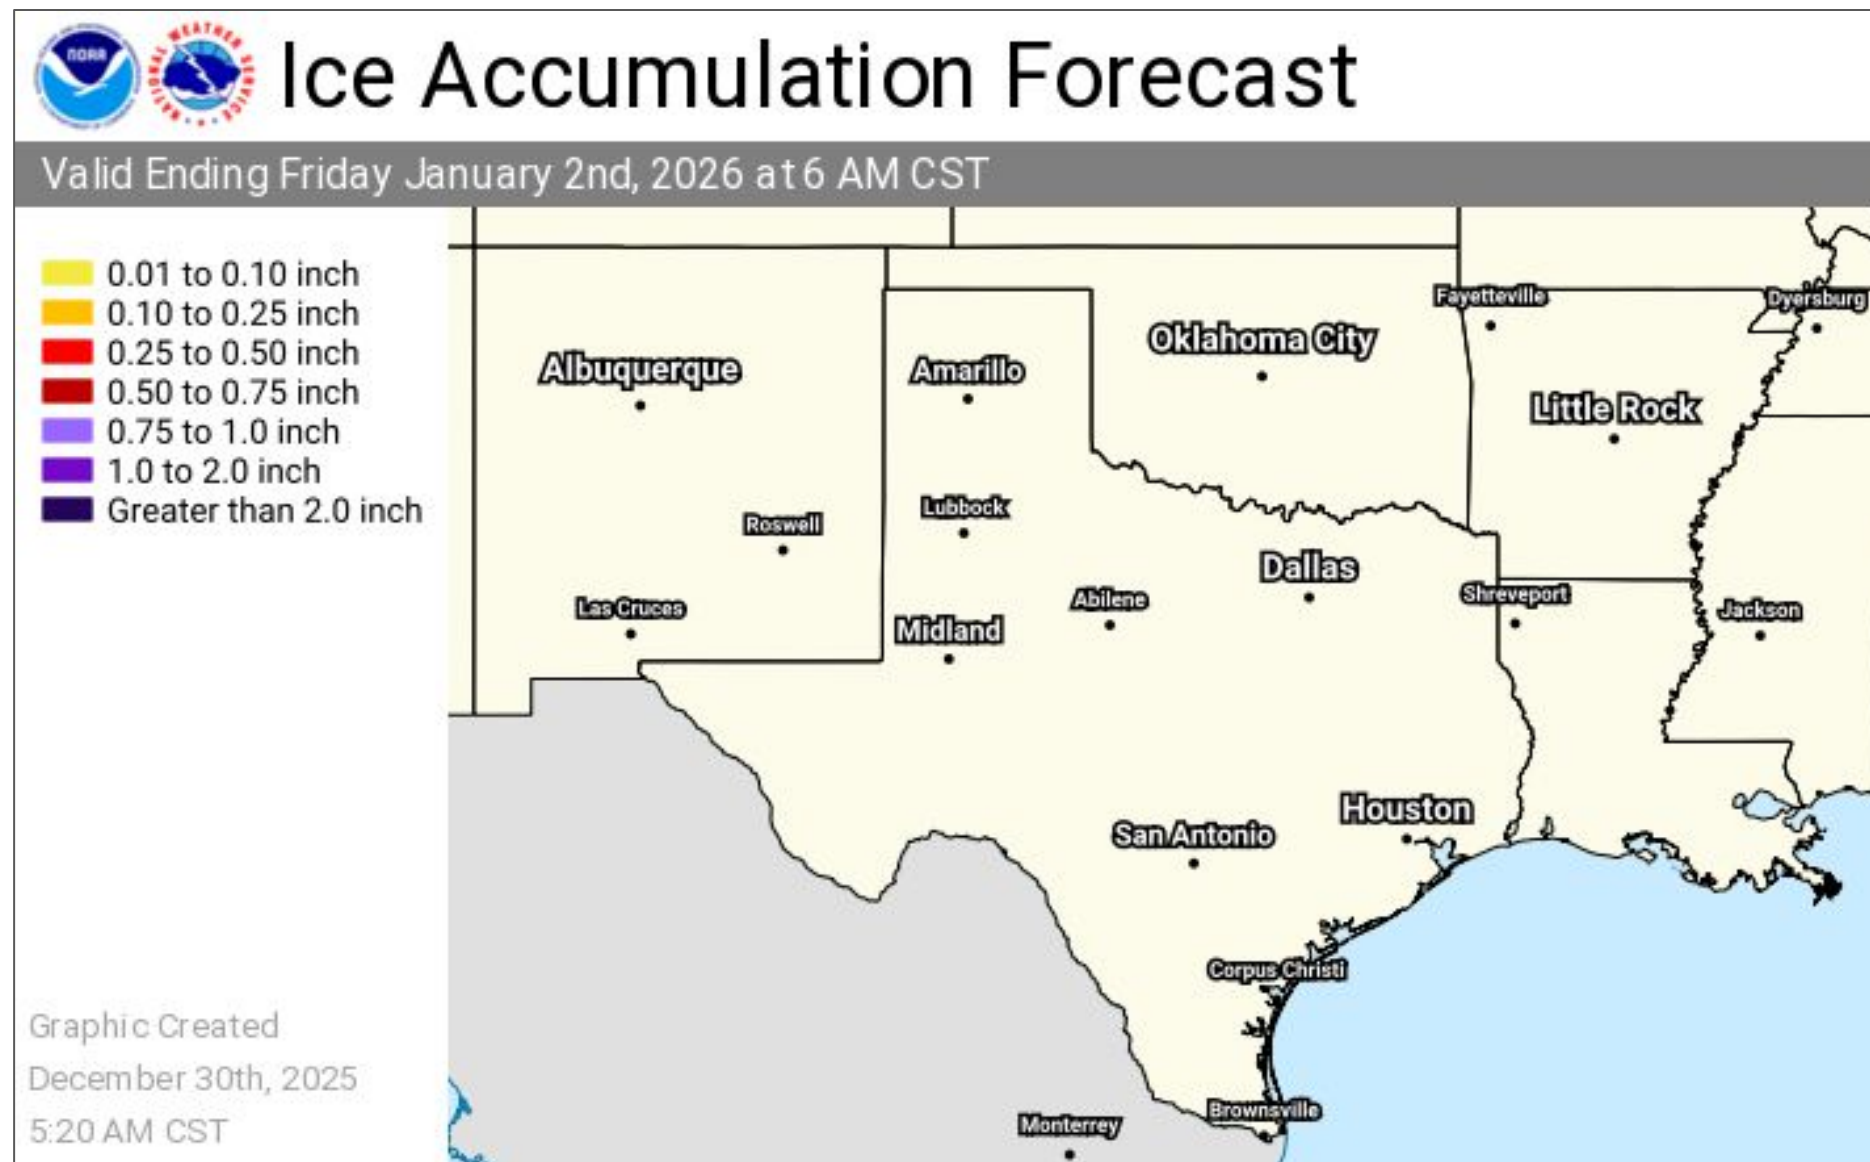 NOAA
NATIONAL WEATHER SERVICE
Ice Accumulation Forecast
Valid Ending Friday January 2nd, 2026 at 6 AM CST
0.01 to 0.10 inch
0.10 to 0.25 inch
0.25 to 0.50 inch
0.50 to 0.75 inch
0.75 to 1.0 inch
1.0 to 2.0 inch
Greater than 2.0 inch
Fayetteville
Dyersburg
Oklahoma City
Albuquerque
Amarillo
Little Rock
Lubbock
Roswell
Dallas
Shreveport
Abilene
Las Cruces
Jackson
Midland
Houston
San Antonio
Corpus Christi
Brownsville
Monterrey
Graphic Created
December 30th, 2025
5:20 AM CST